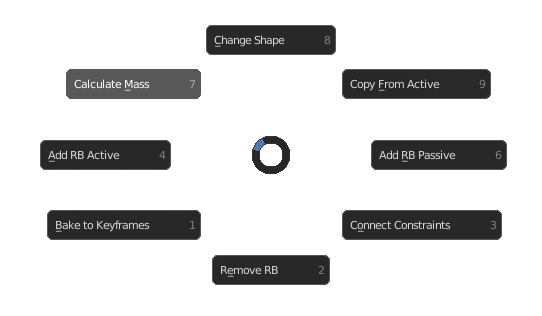 Change Shape 8
Calculate Mass 7
Copy From Active 9
Add RB Active 4
Add RB Passive 6
Bake to Keyframes 1
Connect Constraints 3
Remove RB 2